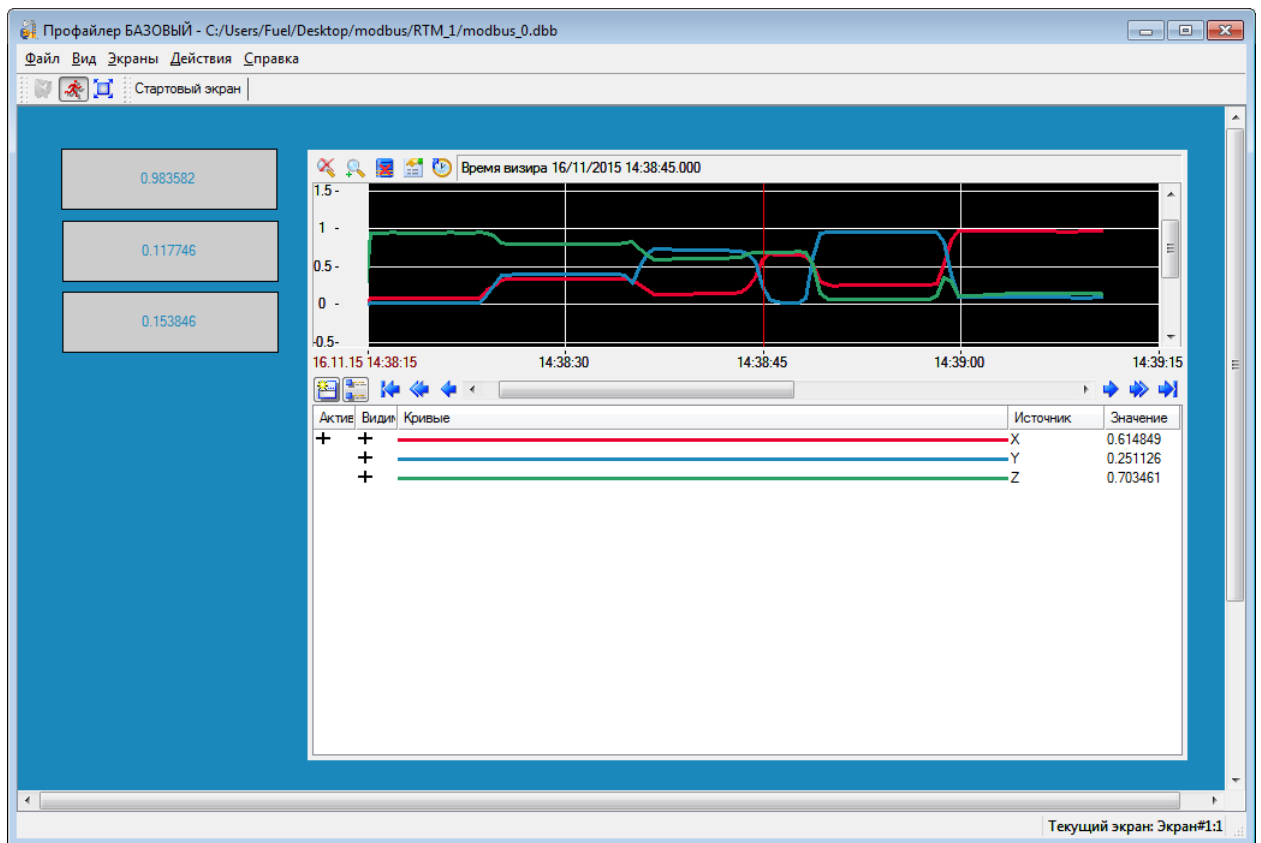 Профайлер БАЗОВЫЙ - C:/Users/Fuel/Desktop/modbus/RTM_1/modbus_0.dbb
Файл Вид Экраны Действия Справка
Стартовый экран
0.983582
0.117746
0.153846
Время визира 16/11/2015 14:38:45.000
1.5 -
1 -
0.5 -
0 -
-0.5-
16.11.15 14:38:15 14:38:30 14:38:45 14:39:00 14:39:15
Актив Видим Кривые Источник Значение
X 0.614849
Y 0.251126
Z 0.703461
Текущий экран: Экран#1:1